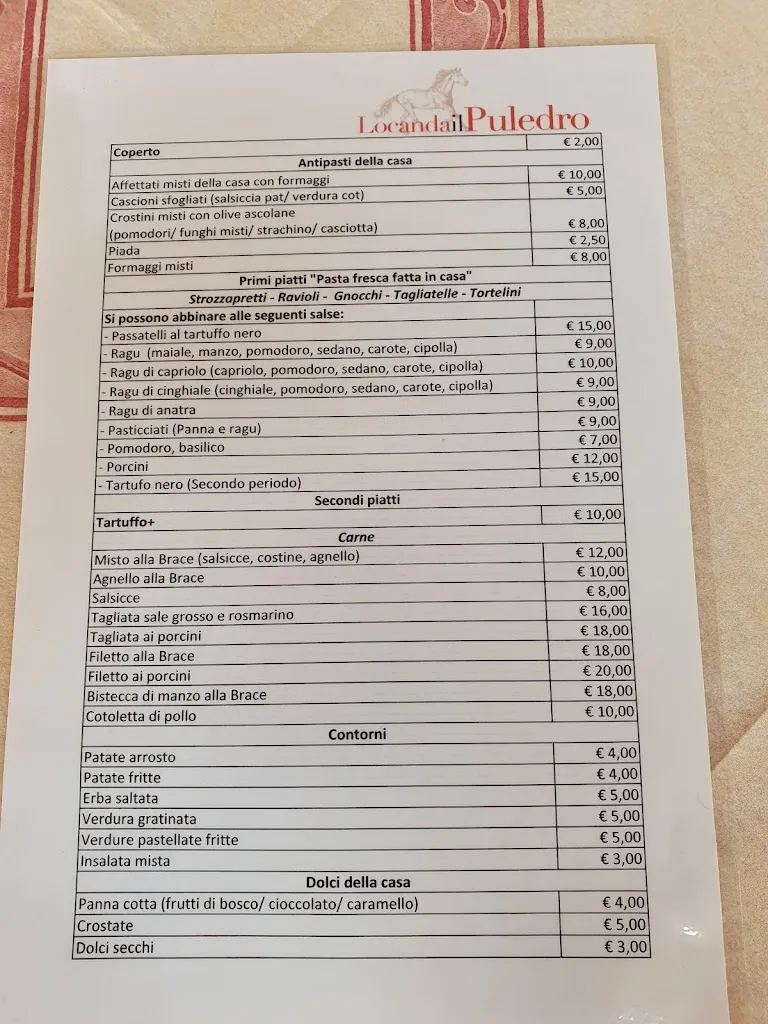 Locanda il Puledro
Coperto € 2,00
Antipasti della casa
Affettati misti della casa con formaggi € 10,00
Cascioni sfogliati (salsiccia pat/ verdura cot) € 5,00
Crostini misti con olive ascolane
(pomodori/ funghi misti/ strachino/ casciotta) € 8,00
Piada € 2,50
Formaggi misti € 8,00
Primi piatti "Pasta fresca fatta in casa"
Strozzapretti - Ravioli - Gnocchi - Tagliatelle - Tortelini
Si possono abbinare alle seguenti salse:
- Passatelli al tartufo nero € 15,00
- Ragu (maiale, manzo, pomodoro, sedano, carote, cipolla) € 9,00
- Ragu di capriolo (capriolo, pomodoro, sedano, carote, cipolla) € 10,00
- Ragu di cinghiale (cinghiale, pomodoro, sedano, carote, cipolla) € 9,00
- Ragu di anatra € 9,00
- Pasticciati (Panna e ragu) € 9,00
- Pomodoro, basilico € 7,00
- Porcini € 12,00
- Tartufo nero (Secondo periodo) € 15,00
Secondi piatti
Tartuffo+ € 10,00
Carne
Misto alla Brace (salsicce, costine, agnello) € 12,00
Agnello alla Brace € 10,00
Salsicce € 8,00
Tagliata sale grosso e rosmarino € 16,00
Tagliata ai porcini € 18,00
Filetto alla Brace € 18,00
Filetto ai porcini € 20,00
Bistecca di manzo alla Brace € 18,00
Cotoletta di pollo € 10,00
Contorni
Patate arrosto € 4,00
Patate fritte € 4,00
Erba saltata € 5,00
Verdura gratinata € 5,00
Verdure pastellate fritte € 5,00
Insalata mista € 3,00
Dolci della casa
Panna cotta (frutti di bosco/ cioccolato/ caramello) € 4,00
Crostate € 5,00
Dolci secchi € 3,00